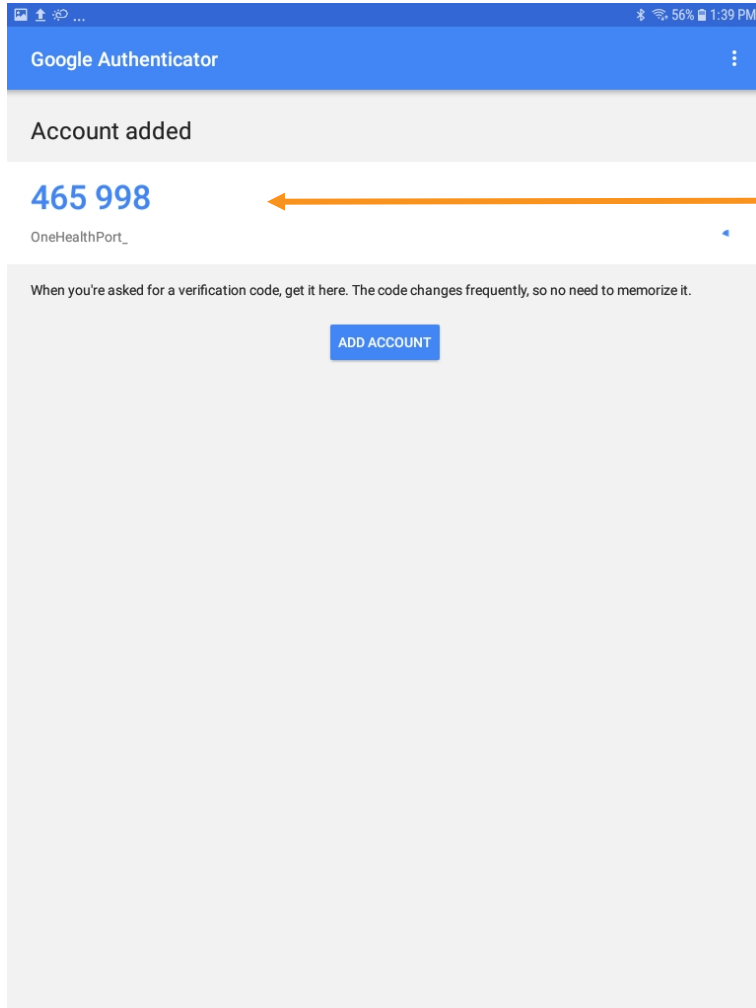 ... 56% 1:39 PM
Google Authenticator
Account added
465 998
OneHealthPort_
When you're asked for a verification code, get it here. The code changes frequently, so no need to memorize it.
ADD ACCOUNT